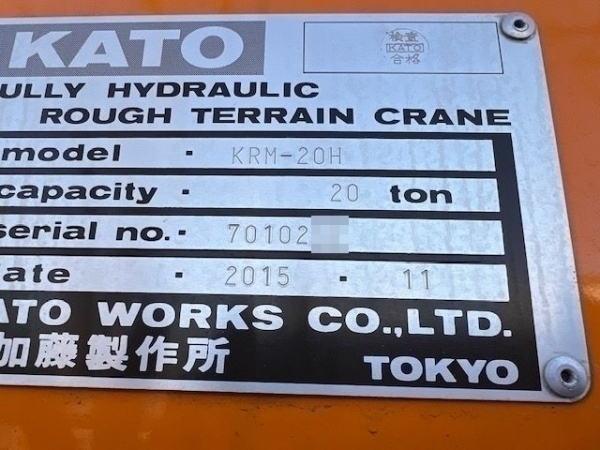 KATO
検査
KATO
合格
ULLY HYDRAULIC
ROUGH TERRAIN CRANE
model · KRM-20H
capacity · 20 ton
serial no. · 70102
ate · 2015 · 11
ATO WORKS CO.,LTD.
加藤製作所 TOKYO